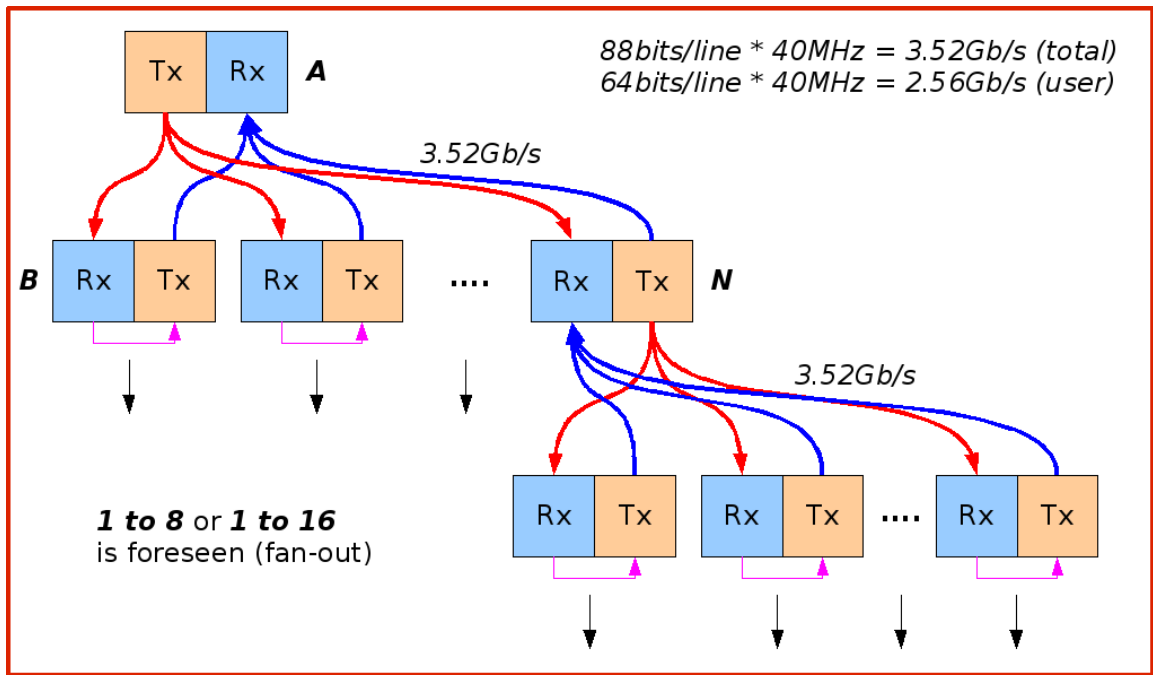 88bits/line * 40MHz = 3.52Gb/s (total)
64bits/line * 40MHz = 2.56Gb/s (user)
Tx Rx A
3.52Gb/s
B Rx Tx Rx Tx .... Rx Tx N
3.52Gb/s
Rx Tx Rx Tx .... Rx Tx
1 to 8 or 1 to 16
is foreseen (fan-out)